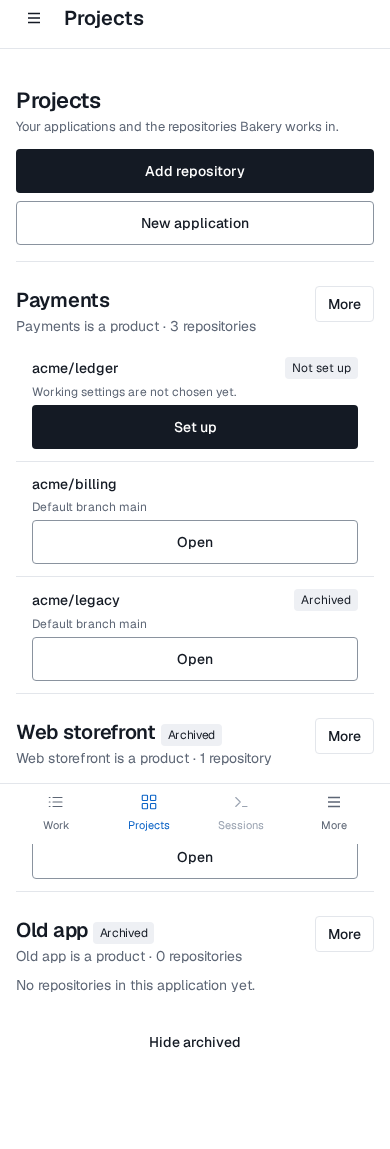 Projects
Projects
Your applications and the repositories Bakery works in.
Add repository
New application
Payments
More
Payments is a product · 3 repositories
acme/ledger
Not set up
Working settings are not chosen yet.
Set up
acme/billing
Default branch main
Open
acme/legacy
Archived
Default branch main
Open
Web storefront
Archived
More
Web storefront is a product · 1 repository
Work
Projects
Sessions
More
Open
Old app
Archived
More
Old app is a product · 0 repositories
No repositories in this application yet.
Hide archived